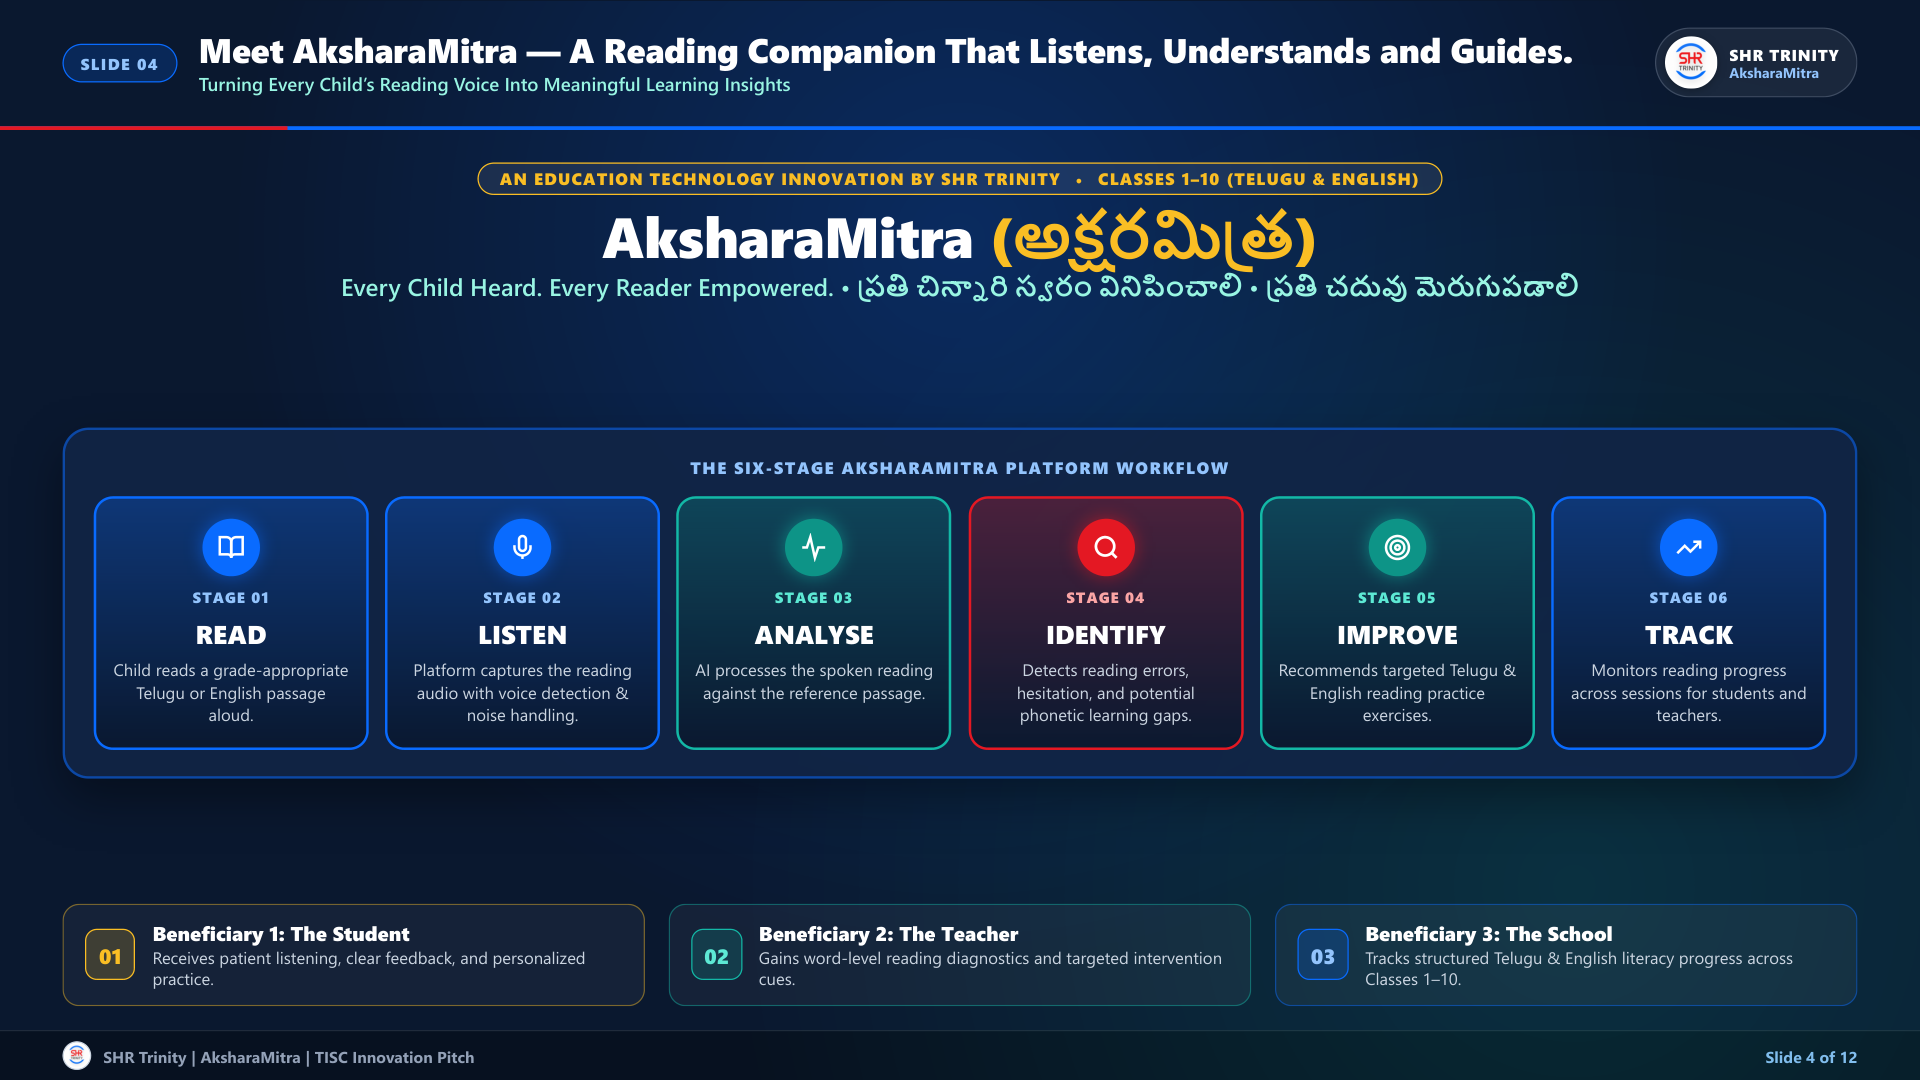 SLIDE 04
Meet AksharaMitra — A Reading Companion That Listens, Understands and Guides.
Turning Every Child's Reading Voice Into Meaningful Learning Insights
SHR TRINITY
SHR TRINITY
AksharaMitra
AN EDUCATION TECHNOLOGY INNOVATION BY SHR TRINITY • CLASSES 1–10 (TELUGU & ENGLISH)
AksharaMitra (అక్షరమిత్ర)
Every Child Heard. Every Reader Empowered. • ప్రతి చిన్నారి స్వరం వినిపించాలి • ప్రతి చదువు మెరుగుపడాలి
THE SIX-STAGE AKSHARAMITRA PLATFORM WORKFLOW
STAGE 01
READ
Child reads a grade-appropriate
Telugu or English passage
aloud.
STAGE 02
LISTEN
Platform captures the reading
audio with voice detection &
noise handling.
STAGE 03
ANALYSE
AI processes the spoken reading
against the reference passage.
STAGE 04
IDENTIFY
Detects reading errors,
hesitation, and potential
phonetic learning gaps.
STAGE 05
IMPROVE
Recommends targeted Telugu &
English reading practice
exercises.
STAGE 06
TRACK
Monitors reading progress
across sessions for students and
teachers.
01
Beneficiary 1: The Student
Receives patient listening, clear feedback, and personalized
practice.
02
Beneficiary 2: The Teacher
Gains word-level reading diagnostics and targeted intervention
cues.
03
Beneficiary 3: The School
Tracks structured Telugu & English literacy progress across
Classes 1–10.
SHR Trinity | AksharaMitra | TISC Innovation Pitch
Slide 4 of 12